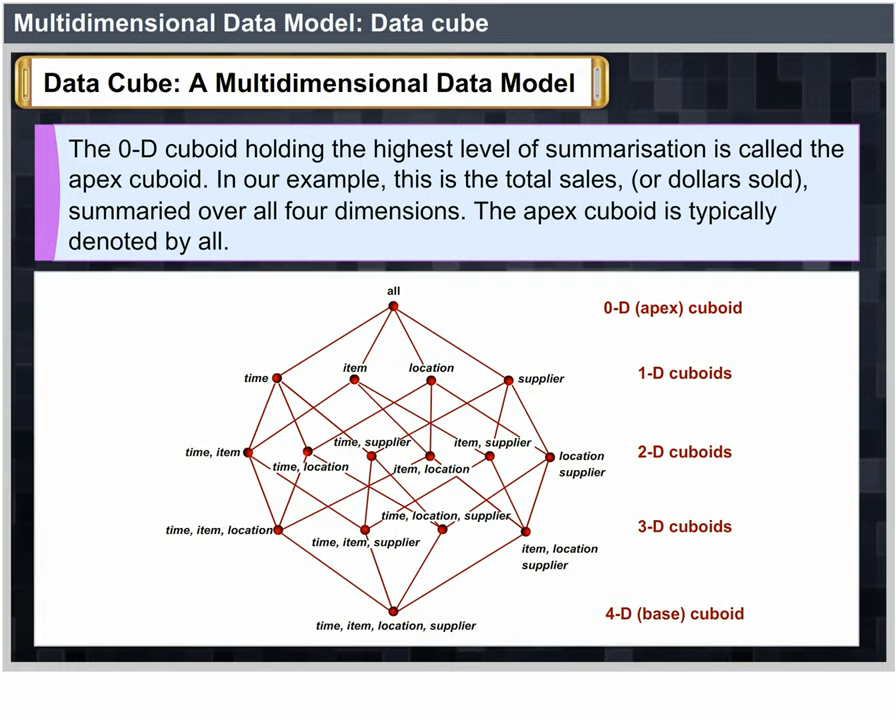 Multidimensional Data Model: Data cube
Data Cube: A Multidimensional Data Model
The 0-D cuboid holding the highest level of summarisation is called the
apex cuboid. In our example, this is the total sales, (or dollars sold),
summaried over all four dimensions. The apex cuboid is typically
denoted by all.
all
0-D (apex) cuboid
time
item
location
supplier
1-D cuboids
time, item
time, location
time, supplier
item, location
item, supplier
location
supplier
2-D cuboids
time, item, location
time, item, supplier
time, location, supplier
item, location
supplier
3-D cuboids
time, item, location, supplier
4-D (base) cuboid